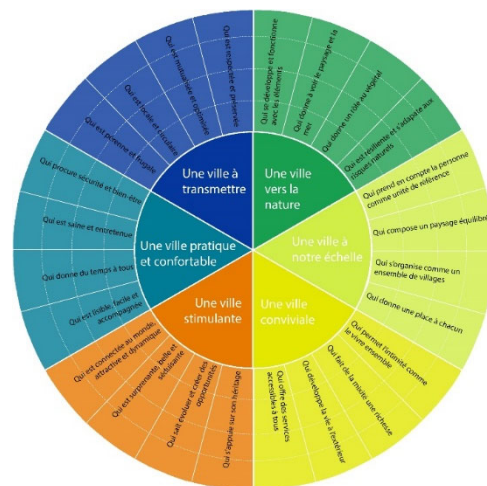 Une ville à
transmettre
Qui est pérenne et frugale
Qui est locale et circulaire
Qui est mutualisée et optimisée
Qui est respectée et préservée
Une ville
vers la
nature
Qui se développe et fonctionne
avec les éléments
Qui donne à voir le paysage et la
mer
Qui donne un rôle au végétal
Qui est résiliente et s'adapate aux
risques naturels
Une ville à
notre échelle
Qui prend en compte la personne
comme unité de référence
Qui compose un paysage équilibré
Qui s'organise comme un
ensemble de villages
Qui donne une place à chacun
Une ville
conviviale
Qui permet l'intimité comme
le vivre ensemble
Qui fait de la mixité une richesse
Qui développe la vie à l'extérieur
Qui offre des services
accessibles à tous
Une ville
stimulante
Qui s'appuie sur son héritage
Qui sait évoluer et créer des
opportunités
Qui est surprenante, belle et
séduisante
Qui est connectée au monde,
attractive et dynamique
Une ville pratique
et confortable
Qui est lisible, facile et
accompagnée
Qui donne du temps à tous
Qui est saine et entretenue
Qui procure sécurité et bien-être